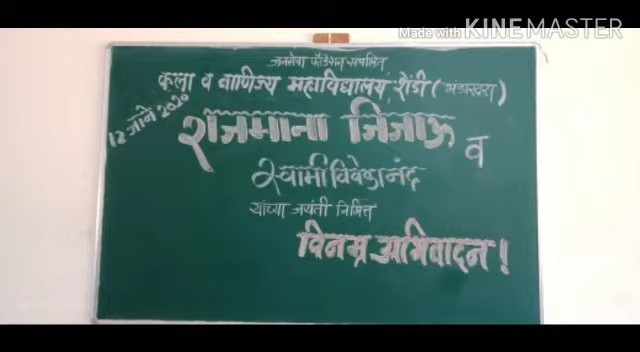 Made with KINEMASTER
जनसेवा फौंडेशन संचलित
कला व वाणिज्य महाविद्यालय, शेंडी (भंडारदरा)
12 जाने 2020
राजमाता जिजाऊ व
स्वामी विवेकानंद
यांच्या जयंती निमित्त
विनम्र अभिवादन!